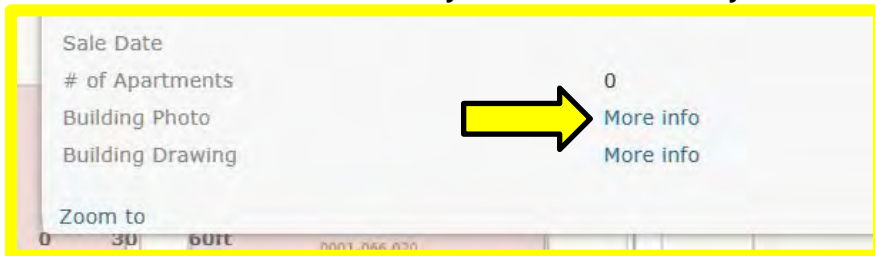 Sale Date
# of Apartments 0
Building Photo More info
Building Drawing More info
Zoom to
0 30 60ft